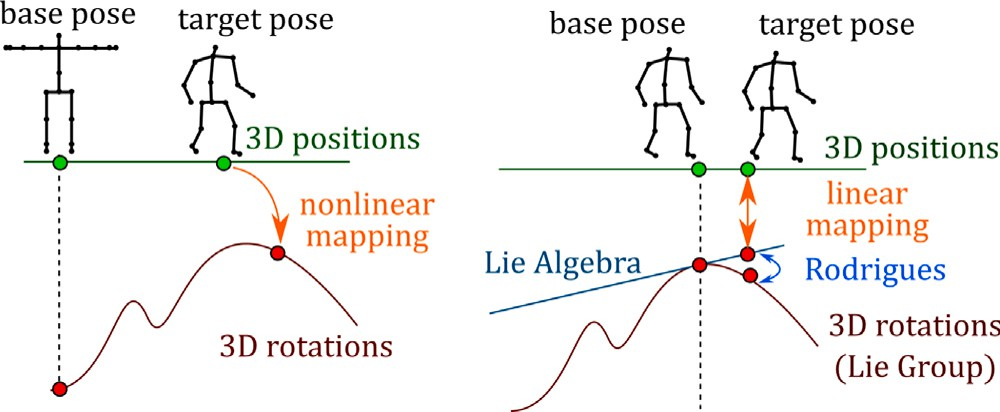 base pose
target pose
3D positions
nonlinear
mapping
3D rotations
base pose
target pose
3D positions
linear
mapping
Lie Algebra
Rodrigues
3D rotations
(Lie Group)